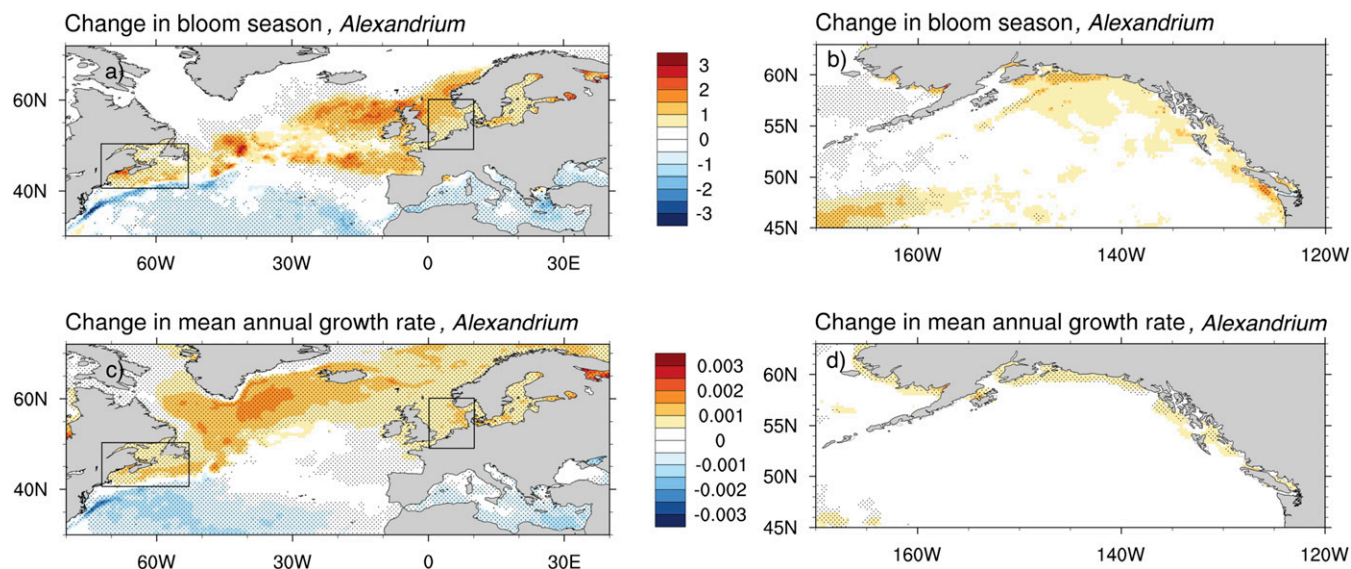 Change in bloom season , Alexandrium
a)
60N
40N
60W 30W 0 30E
3
2
1
0
-1
-2
-3
b)
60N
55N
50N
45N
160W 140W 120W
Change in mean annual growth rate , Alexandrium
Change in mean annual growth rate , Alexandrium
c)
60N
40N
60W 30W 0 30E
0.003
0.002
0.001
0
-0.001
-0.002
-0.003
d)
60N
55N
50N
45N
160W 140W 120W
Change in bloom season , Alexandrium